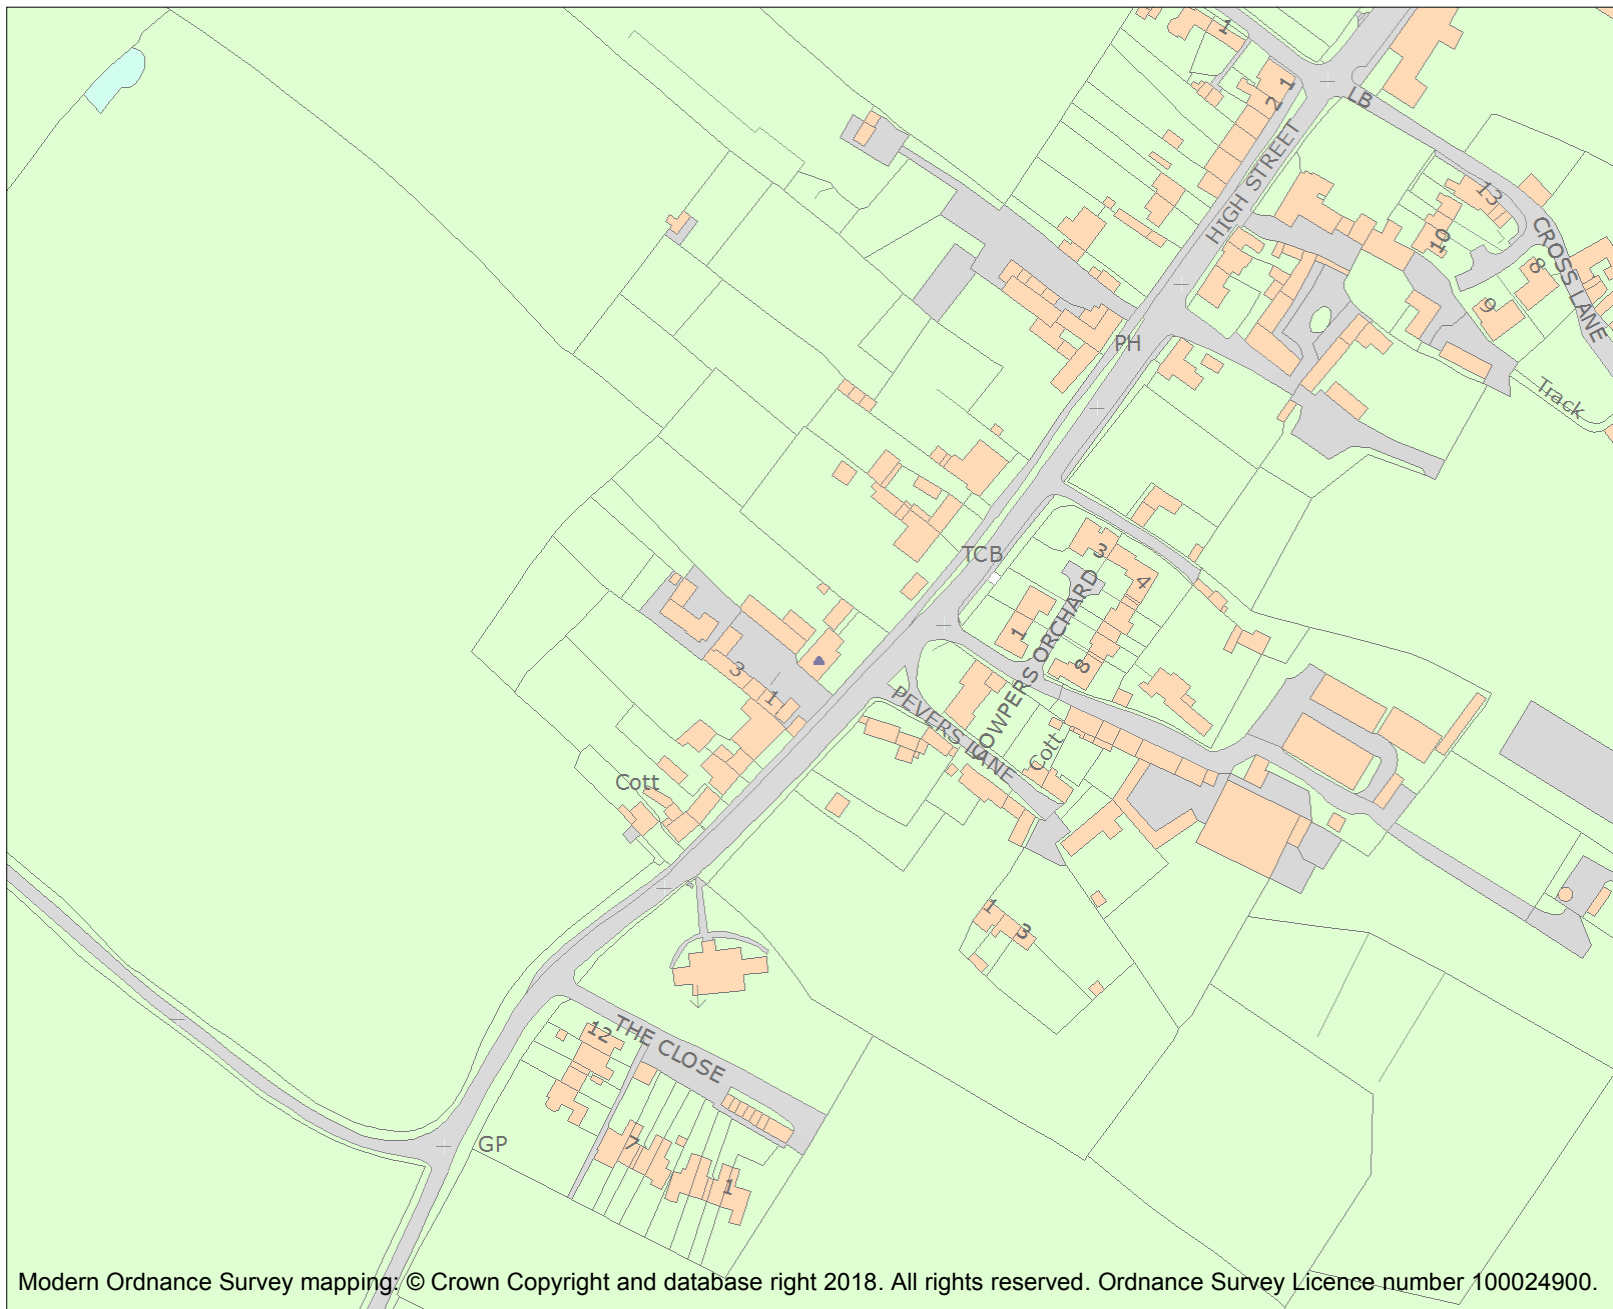 1
1
2
LB
HIGH STREET
13
10
CROSS LANE
8
9
PH
Track
TCB
3
4
1
OWPERS ORCHARD
8
3
1
PEVERS LANE
Cott
Cott
1
3
12
THE CLOSE
GP
7
1
Modern Ordnance Survey mapping: © Crown Copyright and database right 2018. All rights reserved. Ordnance Survey Licence number 100024900.